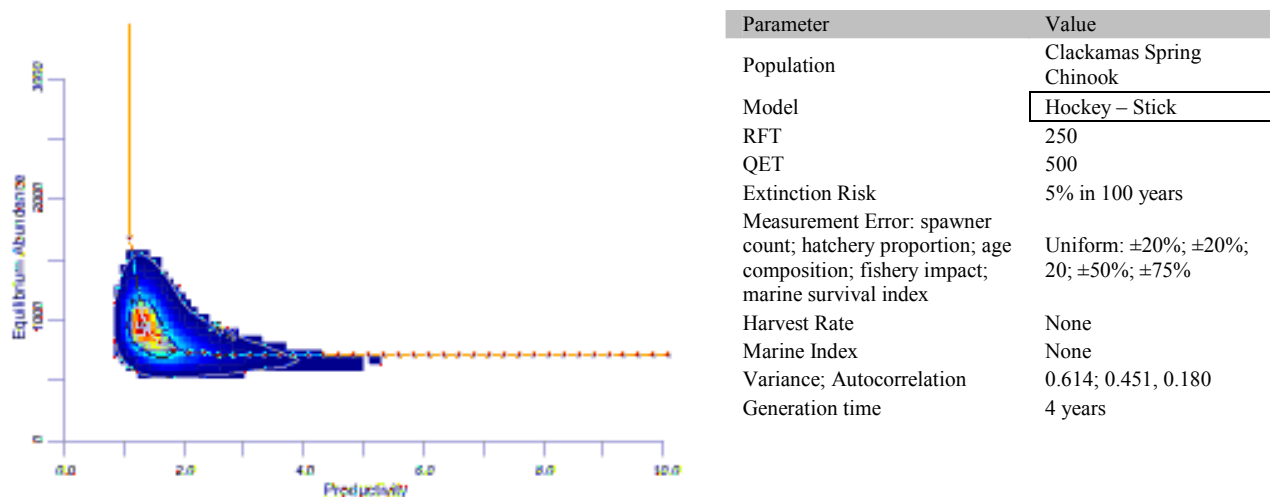 3000
2000
1000
0
Equilibrium Abundance
0.0 2.0 4.0 6.0 8.0 10.0
Productivity
Parameter Value
Population Clackamas Spring
Chinook
Model Hockey – Stick
RFT 250
QET 500
Extinction Risk 5% in 100 years
Measurement Error: spawner
count; hatchery proportion; age
composition; fishery impact;
marine survival index
Uniform: ±20%; ±20%;
20; ±50%; ±75%
Harvest Rate None
Marine Index None
Variance; Autocorrelation 0.614; 0.451, 0.180
Generation time 4 years